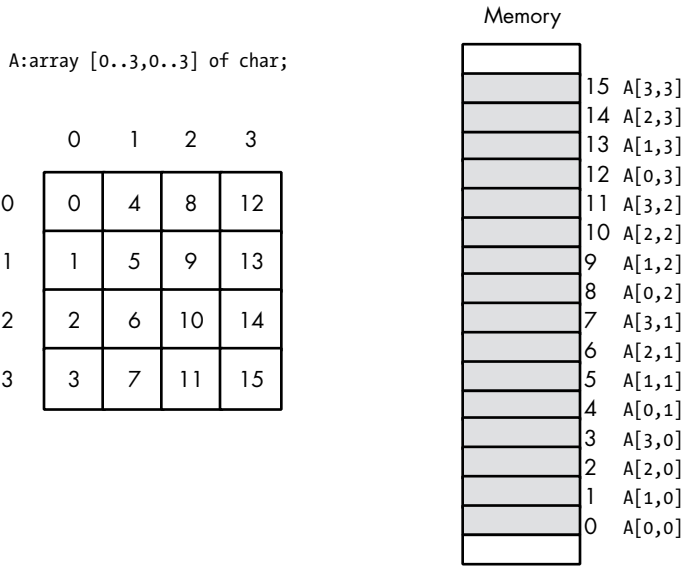 Memory
A:array [0..3,0..3] of char;
0 1 2 3
0 0 4 8 12
1 1 5 9 13
2 2 6 10 14
3 3 7 11 15
15 A[3,3]
14 A[2,3]
13 A[1,3]
12 A[0,3]
11 A[3,2]
10 A[2,2]
9 A[1,2]
8 A[0,2]
7 A[3,1]
6 A[2,1]
5 A[1,1]
4 A[0,1]
3 A[3,0]
2 A[2,0]
1 A[1,0]
0 A[0,0]